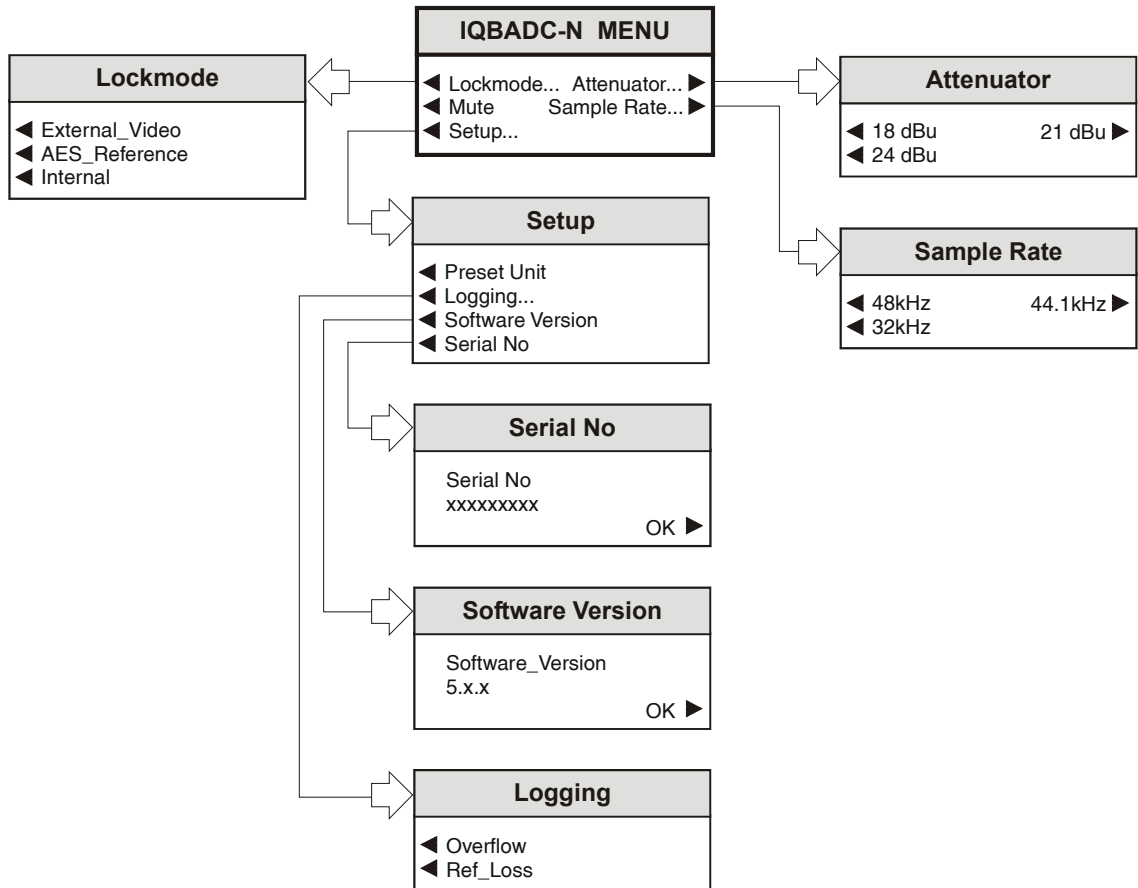 IQBADC-N MENU
Lockmode... Attenuator...
Mute Sample Rate...
Setup...
Lockmode
External_Video
AES_Reference
Internal
Attenuator
18 dBu 21 dBu
24 dBu
Setup
Preset Unit
Logging...
Software Version
Serial No
Sample Rate
48kHz 44.1kHz
32kHz
Serial No
Serial No
xxxxxxxxx
OK
Software Version
Software_Version
5.x.x
OK
Logging
Overflow
Ref_Loss